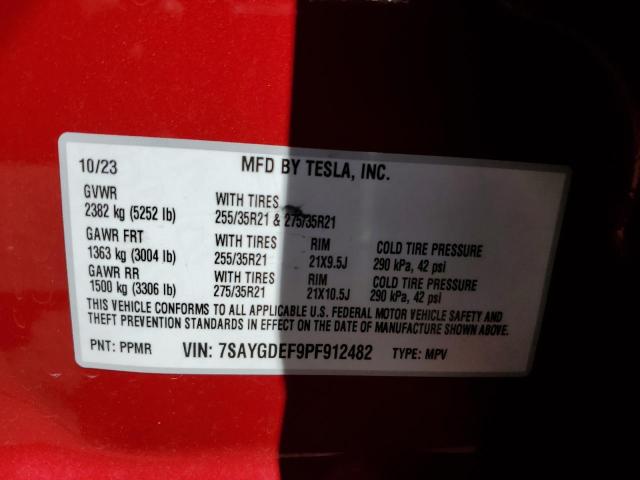 10/23 MFD BY TESLA, INC.
GVWR WITH TIRES
2382 kg (5252 lb) 255/35R21 & 275/35R21
GAWR FRT WITH TIRES RIM COLD TIRE PRESSURE
1363 kg (3004 lb) 255/35R21 21X9.5J 290 kPa, 42 psi
GAWR RR WITH TIRES RIM COLD TIRE PRESSURE
1500 kg (3306 lb) 275/35R21 21X10.5J 290 kPa, 42 psi
THIS VEHICLE CONFORMS TO ALL APPLICABLE U.S. FEDERAL MOTOR VEHICLE SAFETY AND
THEFT PREVENTION STANDARDS IN EFFECT ON THE DATE OF MANUFACTURE SHOWN ABOVE.
PNT: PPMR VIN: 7SAYGDEF9PF912482 TYPE: MPV